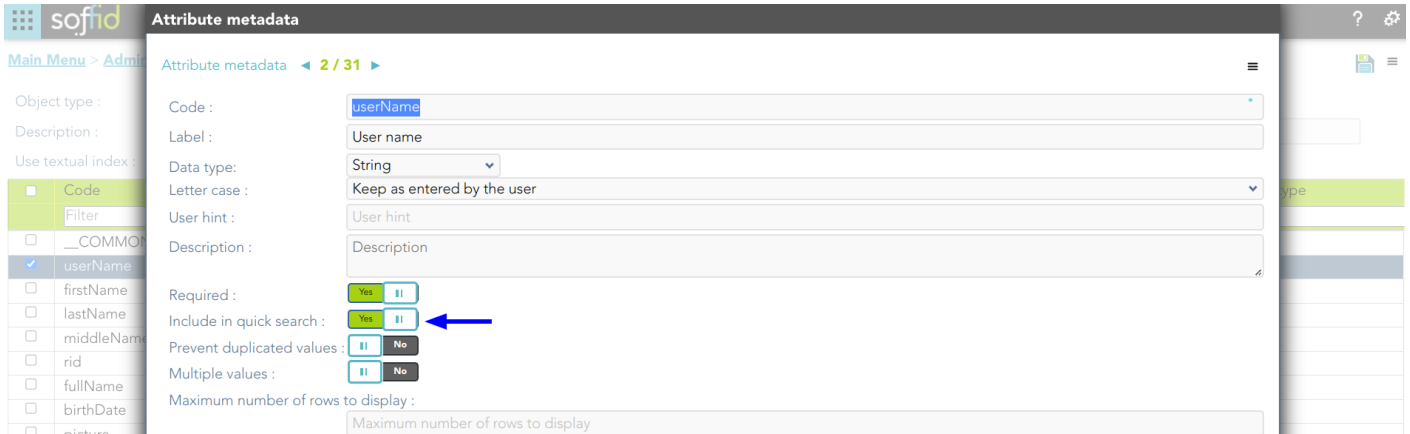 soffid
Attribute metadata
?
Main Menu > Admin
Attribute metadata ◄ 2 / 31 ►
Object type :
Code :
userName
*
Description :
Label :
User name
Use textual index :
Data type:
String
Code
Letter case :
Keep as entered by the user
ype
Filter
User hint :
User hint
__COMMON
Description :
Description
userName
firstName
Required :
Yes
lastName
Include in quick search :
Yes
middleName
Prevent duplicated values :
No
rid
Multiple values :
No
fullName
Maximum number of rows to display :
birthDate
Maximum number of rows to display
picture